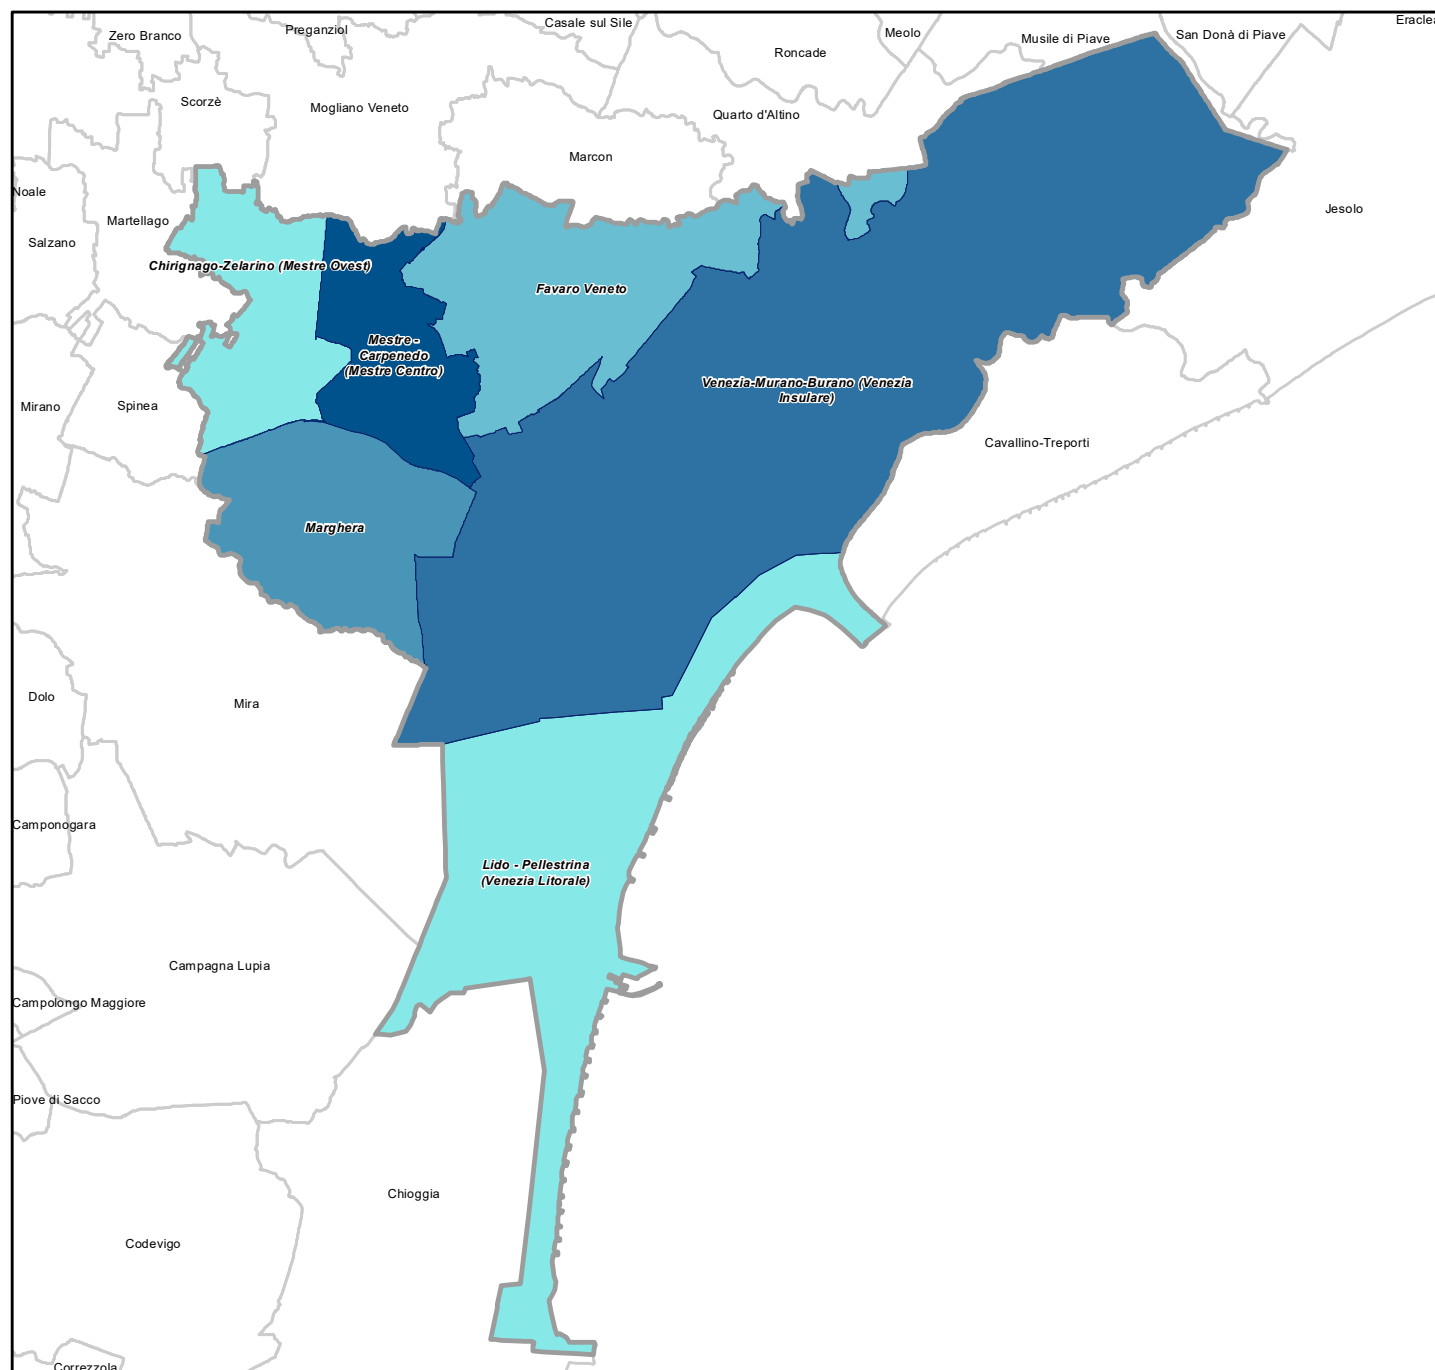 Casale sul Sile
Eraclea
Preganziol
Zero Branco
Meolo
San Donà di Piave
Musile di Piave
Roncade
Scorzè
Mogliano Veneto
Quarto d'Altino
Marcon
Noale
Martellago
Jesolo
Salzano
Chirignago-Zelarino (Mestre Ovest)
Favaro Veneto
Mestre -
Carpenedo
(Mestre Centro)
Venezia-Murano-Burano (Venezia
Insulare)
Mirano
Spinea
Cavallino-Treporti
Marghera
Dolo
Mira
Camponogara
Lido - Pellestrina
(Venezia Litorale)
Campagna Lupia
Campolongo Maggiore
Piove di Sacco
Chioggia
Codevigo
Correzzola